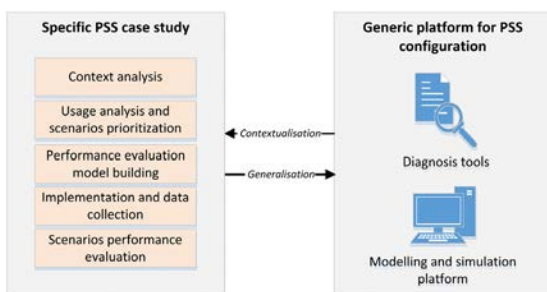 Specific PSS case study
Context analysis
Usage analysis and
scenarios prioritization
Performance evaluation
model building
Implementation and data
collection
Scenarios performance
evaluation
Contextualisation
Generalisation
Generic platform for PSS
configuration
Diagnosis tools
Modelling and simulation
platform